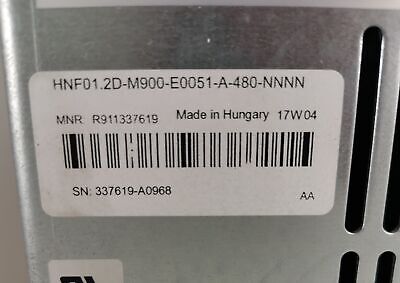 HNF01.2D-M900-E0051-A-480-NNNN
MNR R911337619 Made in Hungary 17W04
SN: 337619-A0968 AA